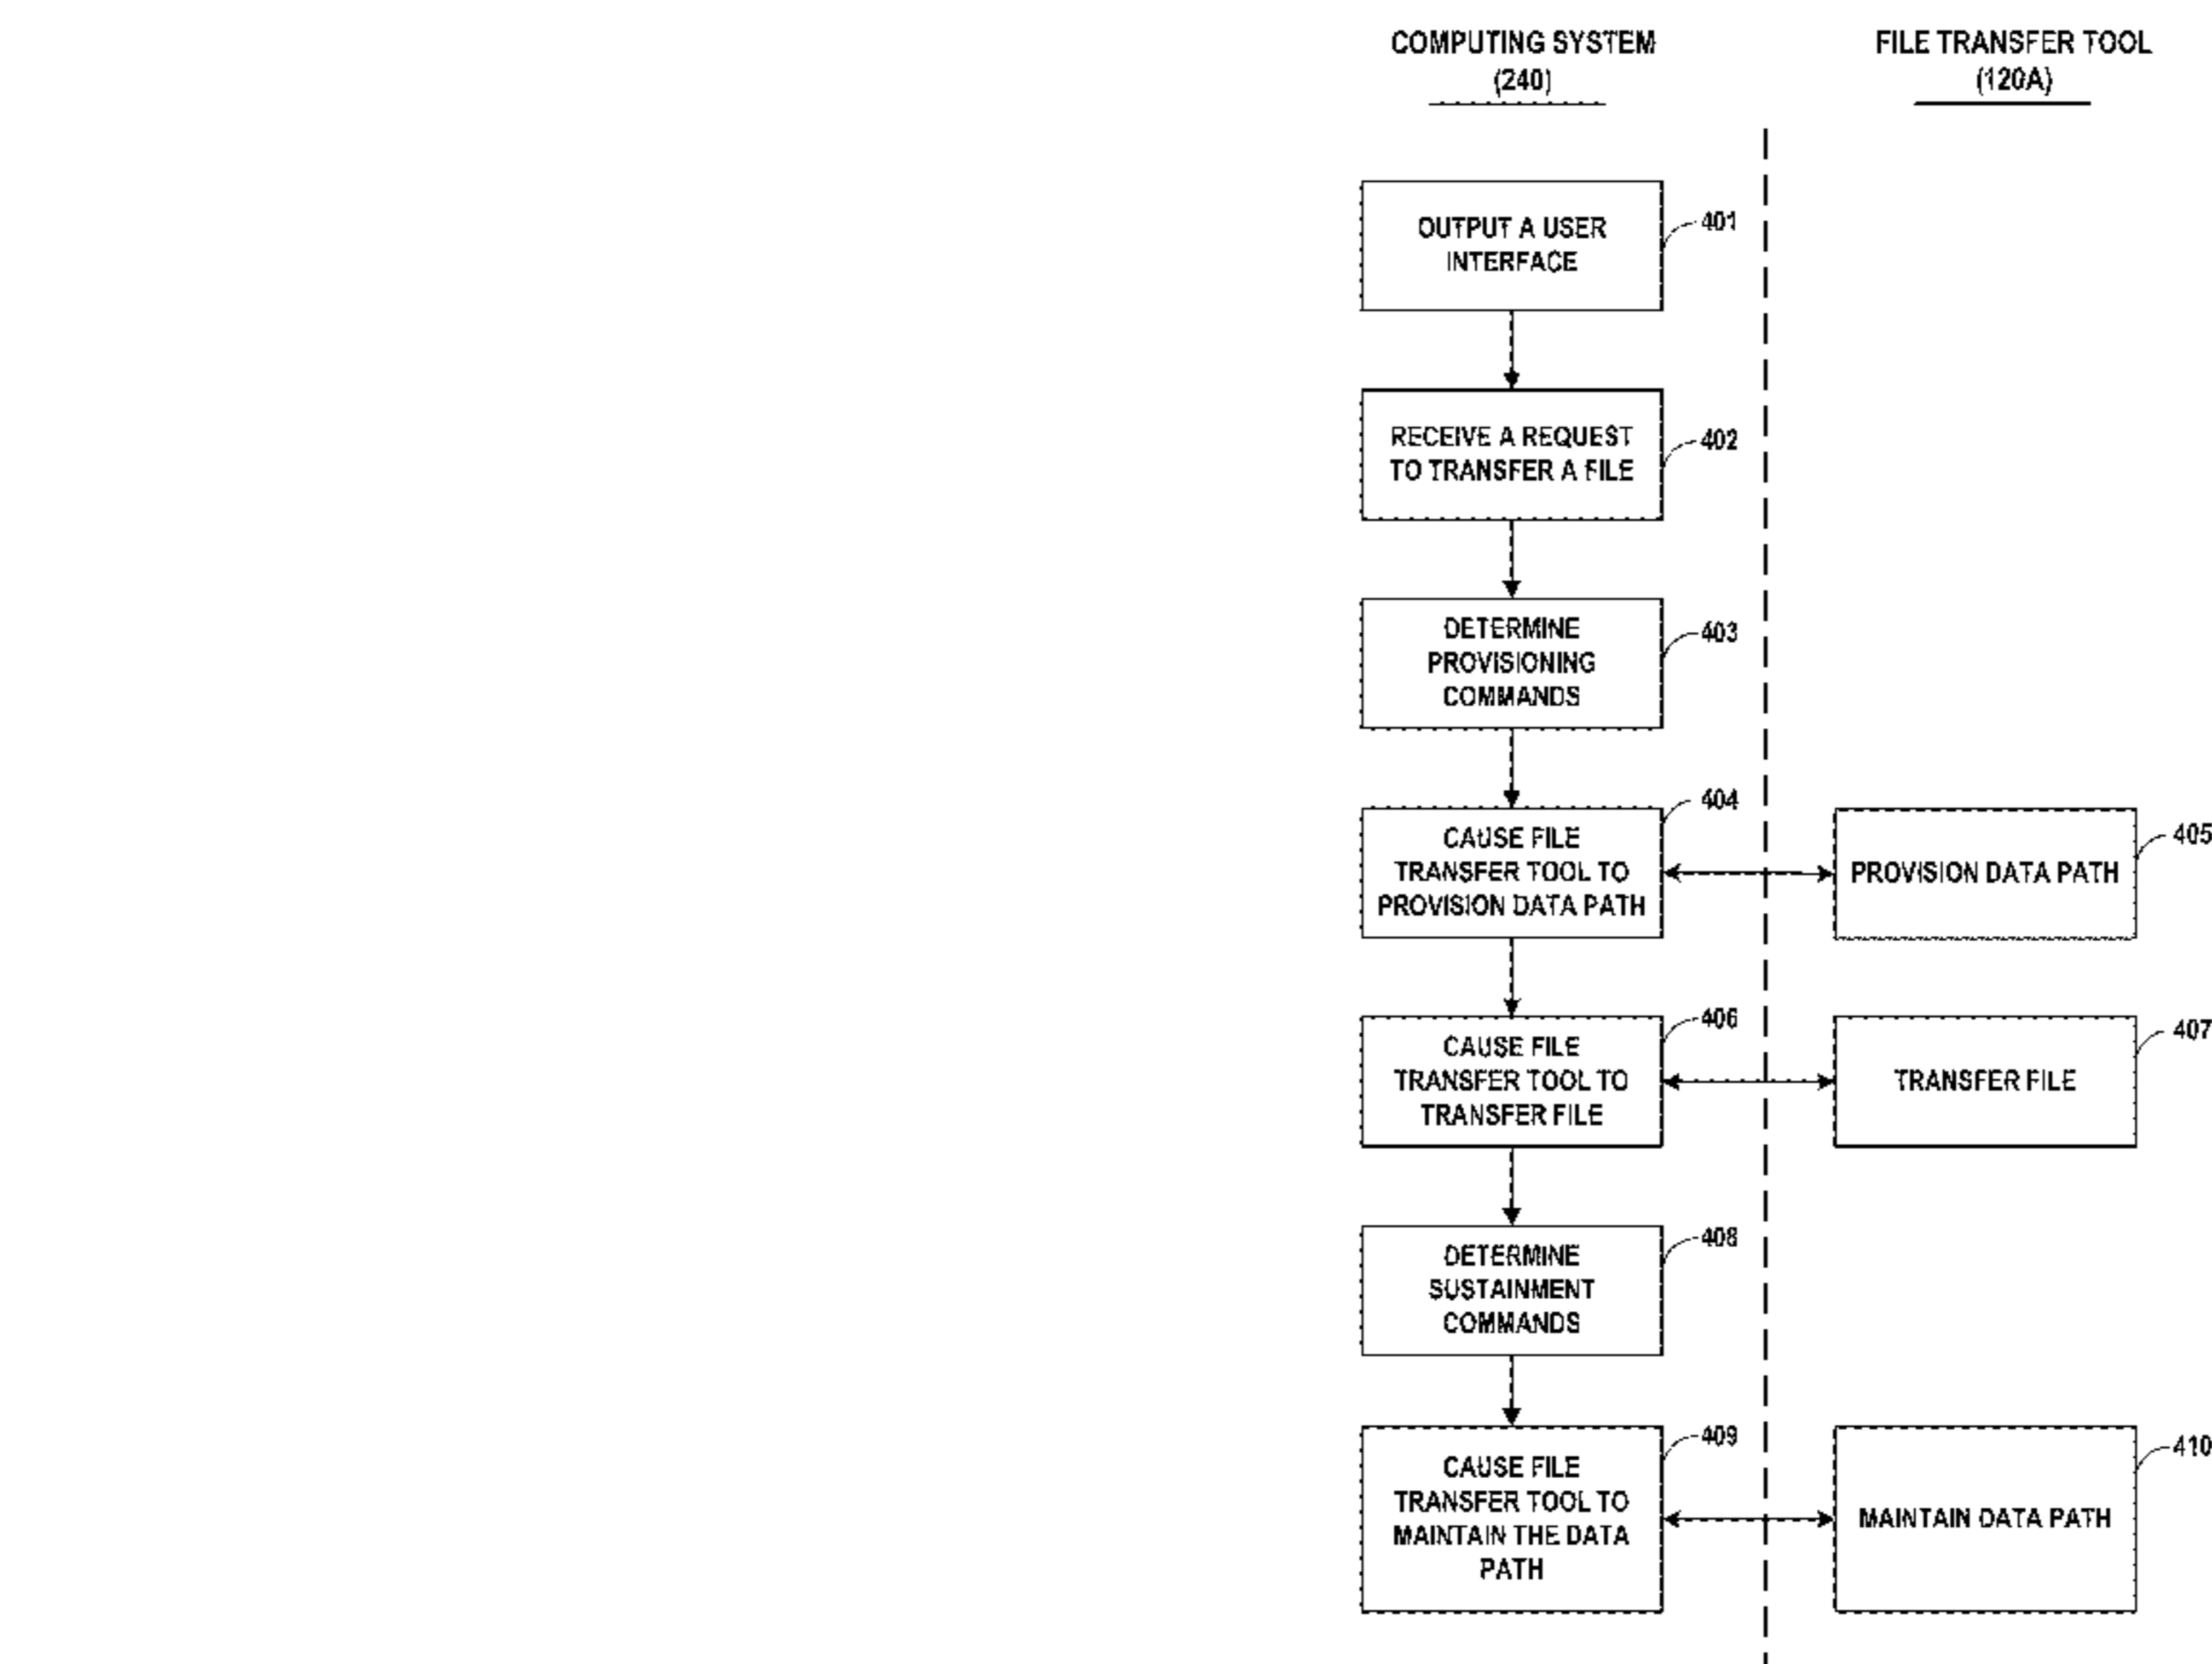 COMPUTING SYSTEM
(240)
FILE TRANSFER TOOL
(120A)
OUTPUT A USER
INTERFACE
401
RECEIVE A REQUEST
TO TRANSFER A FILE
402
DETERMINE
PROVISIONING
COMMANDS
403
CAUSE FILE
TRANSFER TOOL TO
PROVISION DATA PATH
404
PROVISION DATA PATH
405
CAUSE FILE
TRANSFER TOOL TO
TRANSFER FILE
406
TRANSFER FILE
407
DETERMINE
SUSTAINMENT
COMMANDS
408
CAUSE FILE
TRANSFER TOOL TO
MAINTAIN THE DATA
PATH
409
MAINTAIN DATA PATH
410